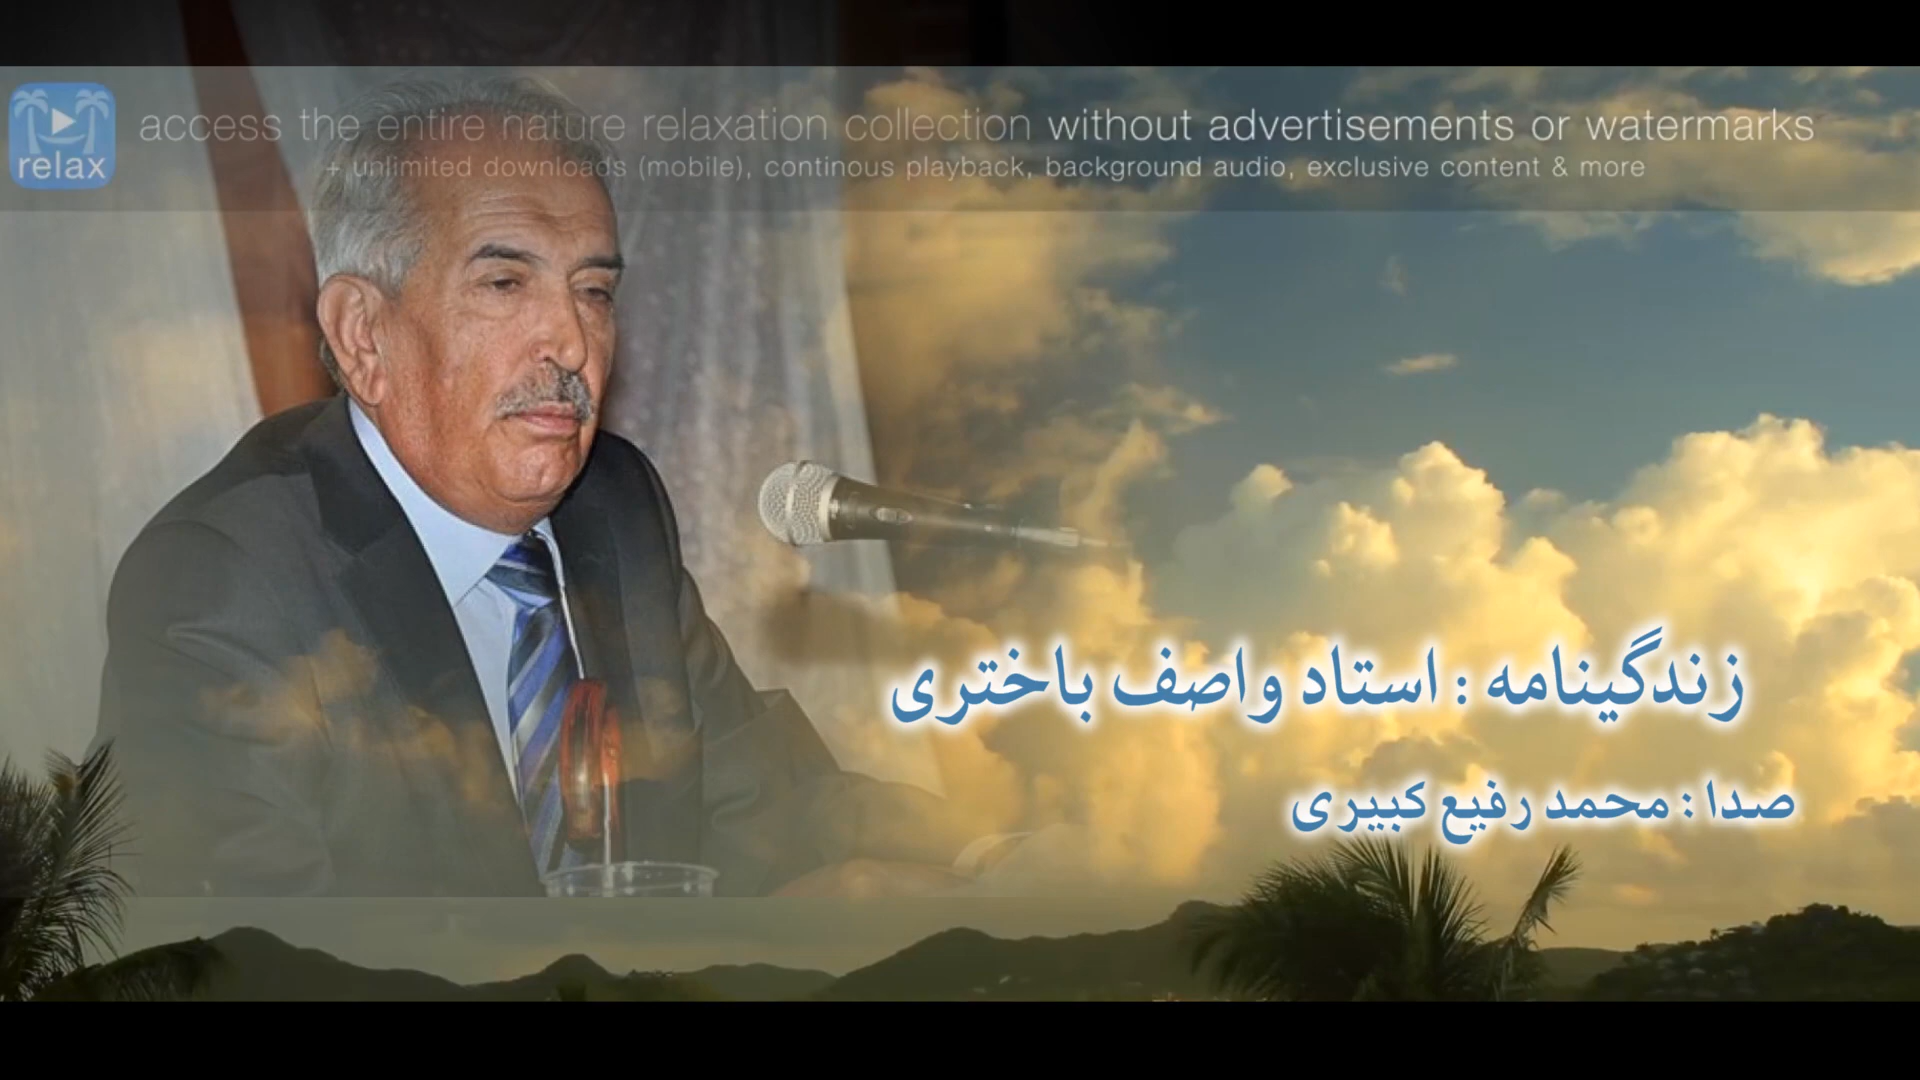 access the entire nature relaxation collection without advertisements or watermarks
relax
+ unlimited downloads (mobile), continous playback, background audio, exclusive content & more
زندگینامه : استاد واصف باختری
صدا : محمد رفیع کبیری